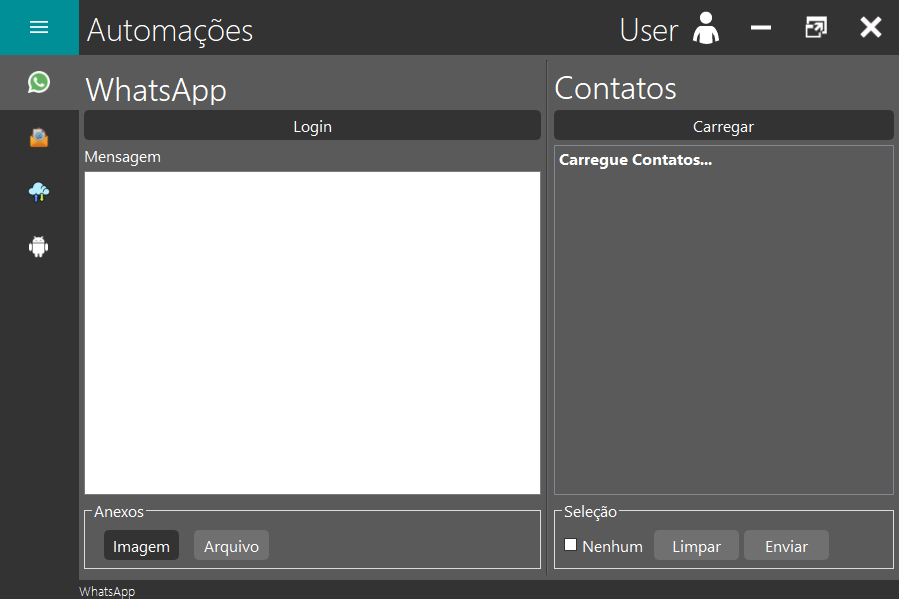 Automações
User
WhatsApp
Login
Mensagem
Anexos
Imagem
Arquivo
Contatos
Carregar
Carregue Contatos...
Seleção
Nenhum
Limpar
Enviar
WhatsApp